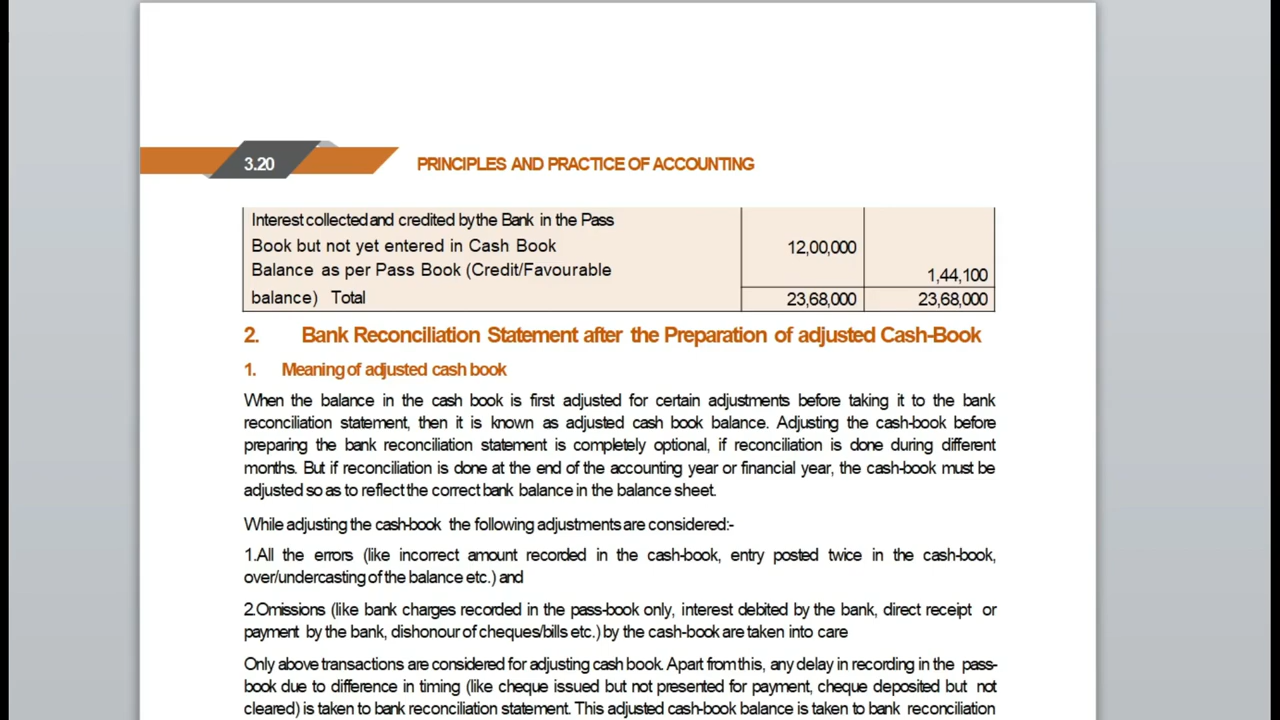 3.20
PRINCIPLES AND PRACTICE OF ACCOUNTING
Interest collected and credited by the Bank in the Pass
Book but not yet entered in Cash Book 12,00,000
Balance as per Pass Book (Credit/Favourable 1,44,100
balance) Total 23,68,000 23,68,000
2. Bank Reconciliation Statement after the Preparation of adjusted Cash-Book
1. Meaning of adjusted cash book
When the balance in the cash book is first adjusted for certain adjustments before taking it to the bank
reconciliation statement, then it is known as adjusted cash book balance. Adjusting the cash-book before
preparing the bank reconciliation statement is completely optional, if reconciliation is done during different
months. But if reconciliation is done at the end of the accounting year or financial year, the cash-book must be
adjusted so as to reflect the correct bank balance in the balance sheet.
While adjusting the cash-book the following adjustments are considered:-
1.All the errors (like incorrect amount recorded in the cash-book, entry posted twice in the cash-book,
over/undercasting of the balance etc.) and
2.Omissions (like bank charges recorded in the pass-book only, interest debited by the bank, direct receipt or
payment by the bank, dishonour of cheques/bills etc.) by the cash-book are taken into care
Only above transactions are considered for adjusting cash book. Apart from this, any delay in recording in the pass-
book due to difference in timing (like cheque issued but not presented for payment, cheque deposited but not
cleared) is taken to bank reconciliation statement. This adjusted cash-book balance is taken to bank reconciliation